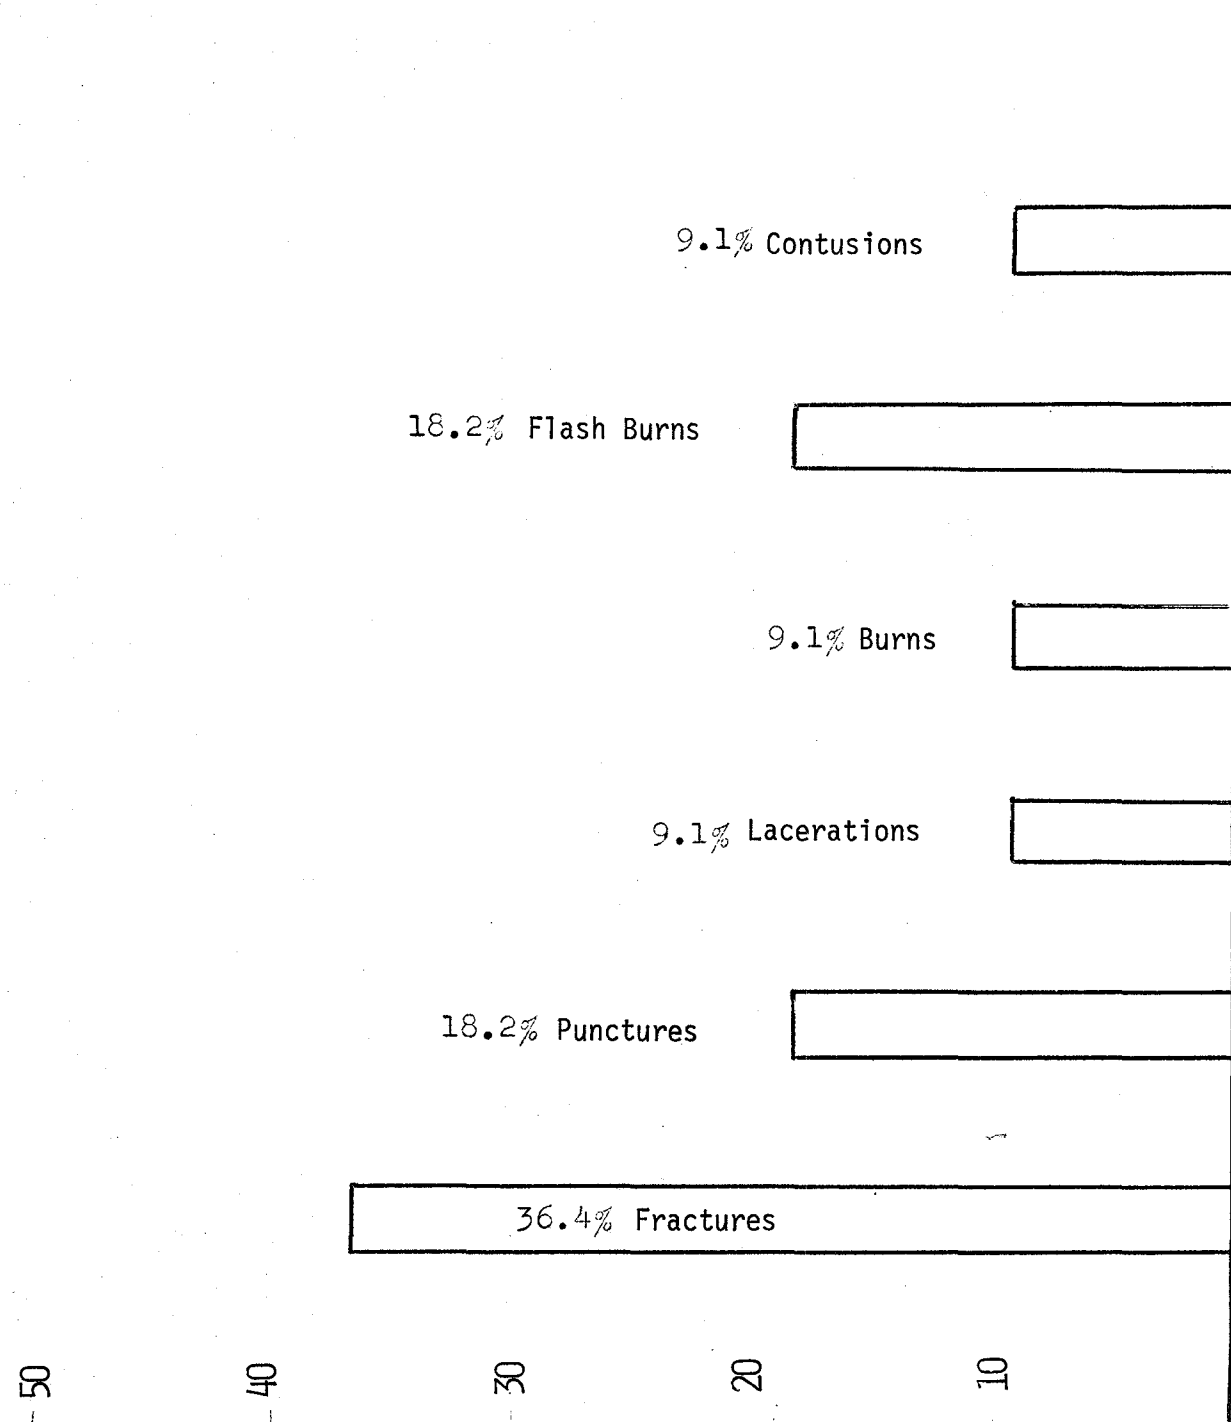 9.1% Contusions
18.2% Flash Burns
9.1% Burns
9.1% Lacerations
18.2% Punctures
36.4% Fractures
50 40 30 20 10